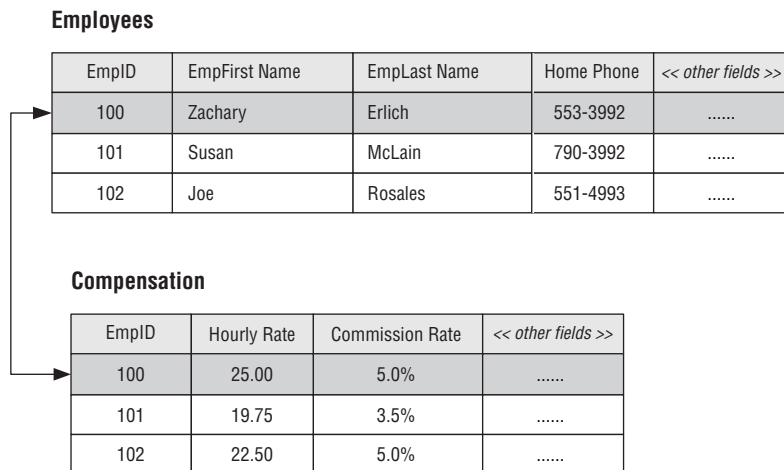 Employees
EmpID EmpFirst Name EmpLast Name Home Phone << other fields >>
100 Zachary Erlich 553-3992 ......
101 Susan McLain 790-3992 ......
102 Joe Rosales 551-4993 ......
Compensation
EmpID Hourly Rate Commission Rate << other fields >>
100 25.00 5.0% ......
101 19.75 3.5% ......
102 22.50 5.0% ......